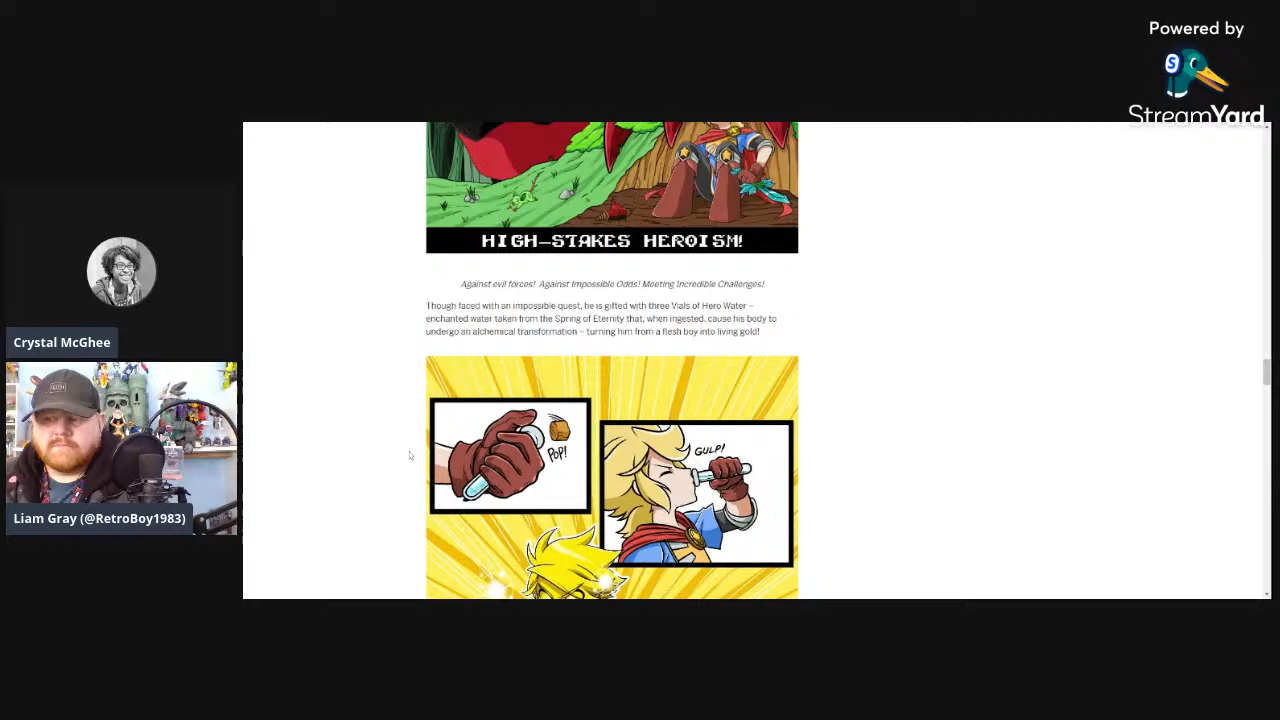 Powered by
StreamYard
HIGH-STAKES HEROISM!
Against evil forces! Against Impossible Odds! Meeting Incredible Challenges!
Though faced with an impossible quest, he is gifted with three Vials of Hero Water –
enchanted water taken from the Spring of Eternity that, when ingested, cause his body to
undergo an alchemical transformation – turning him from a flesh boy into living gold!
POP!
GULP!
Crystal McGhee
Liam Gray (@RetroBoy1983)
S